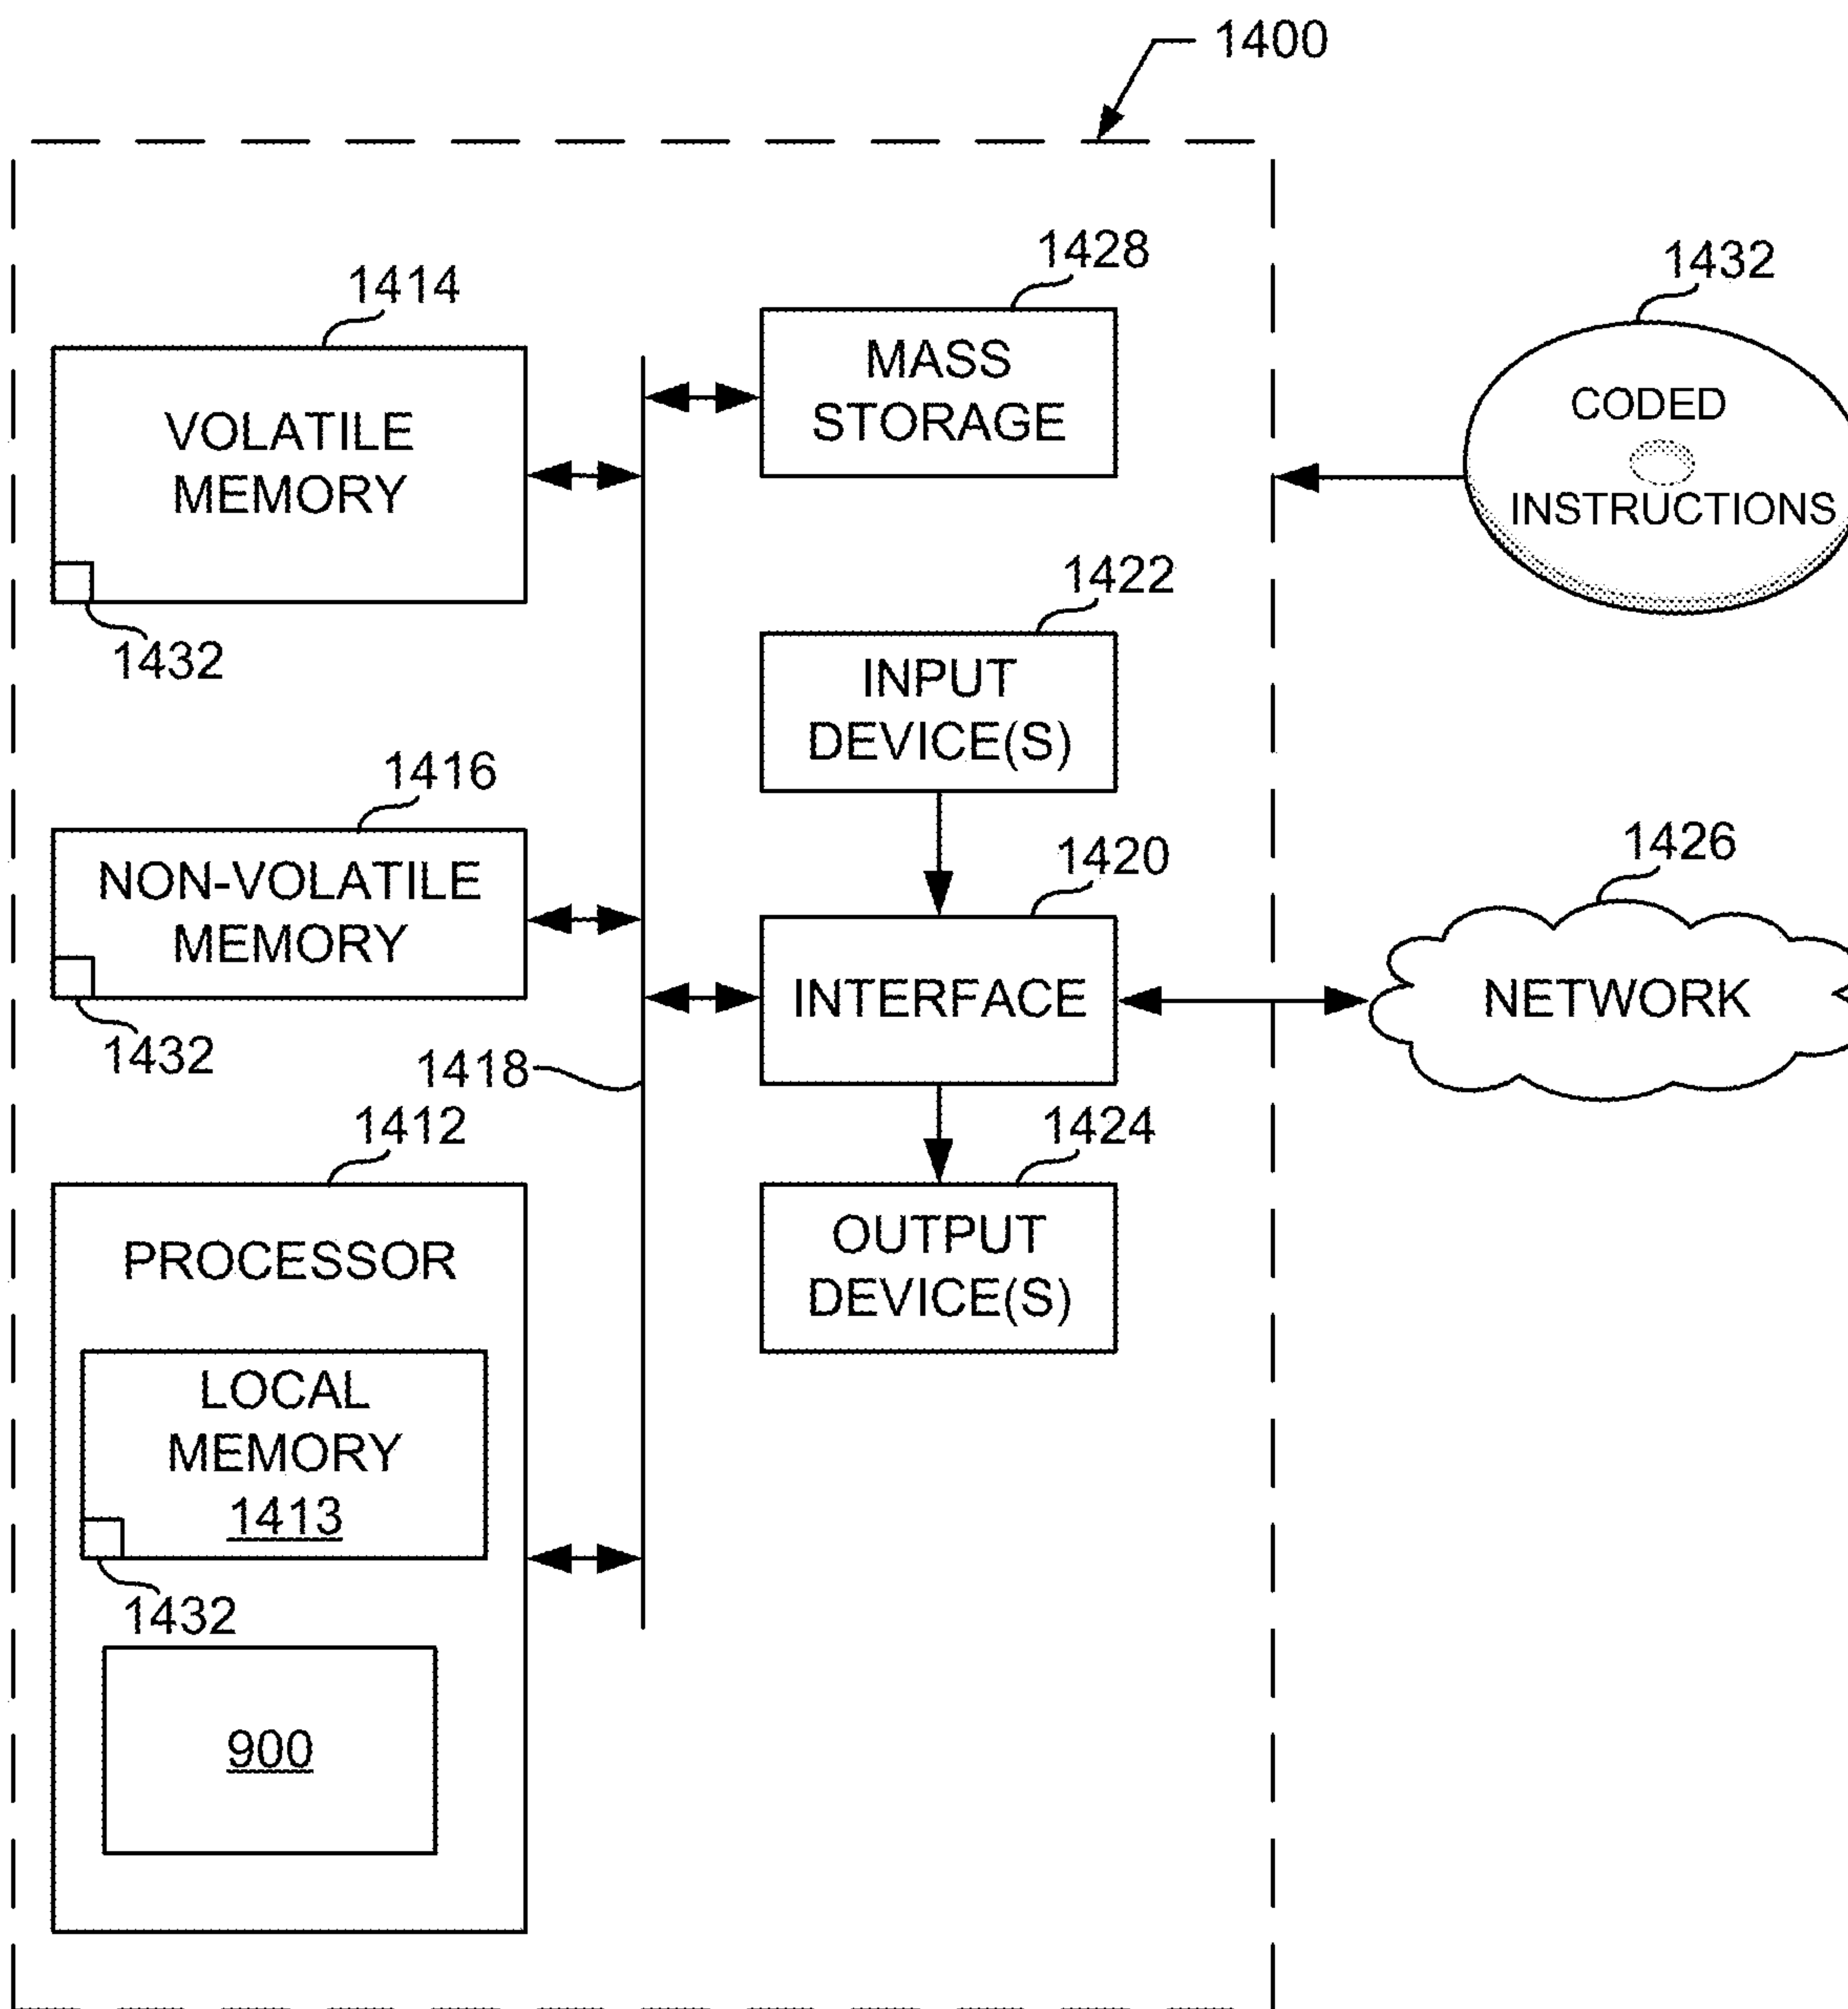 1400
1428
1432
1414
MASS
STORAGE
CODED
INSTRUCTIONS
VOLATILE
MEMORY
1432
1422
INPUT
DEVICE(S)
1416
NON-VOLATILE
MEMORY
1432
1420
1426
INTERFACE
NETWORK
1418
1412
1424
PROCESSOR
OUTPUT
DEVICE(S)
LOCAL
MEMORY
1413
1432
900